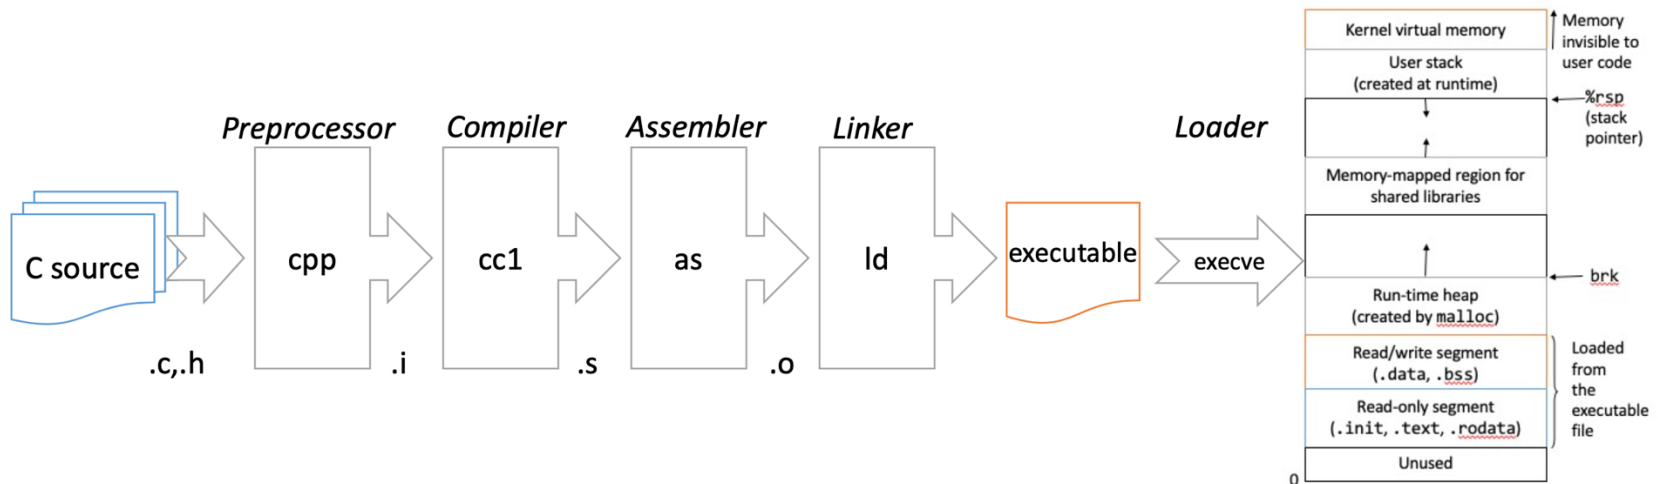 Preprocessor
Compiler
Assembler
Linker
Loader
C source
cpp
cc1
as
ld
executable
execve
.c,.h
.i
.s
.o
Kernel virtual memory
Memory
invisible to
user code
User stack
(created at runtime)
%rsp
(stack
pointer)
Memory-mapped region for
shared libraries
brk
Run-time heap
(created by malloc)
Read/write segment
(.data, .bss)
Read-only segment
(.init, .text, .rodata)
Loaded
from
the
executable
file
Unused
0